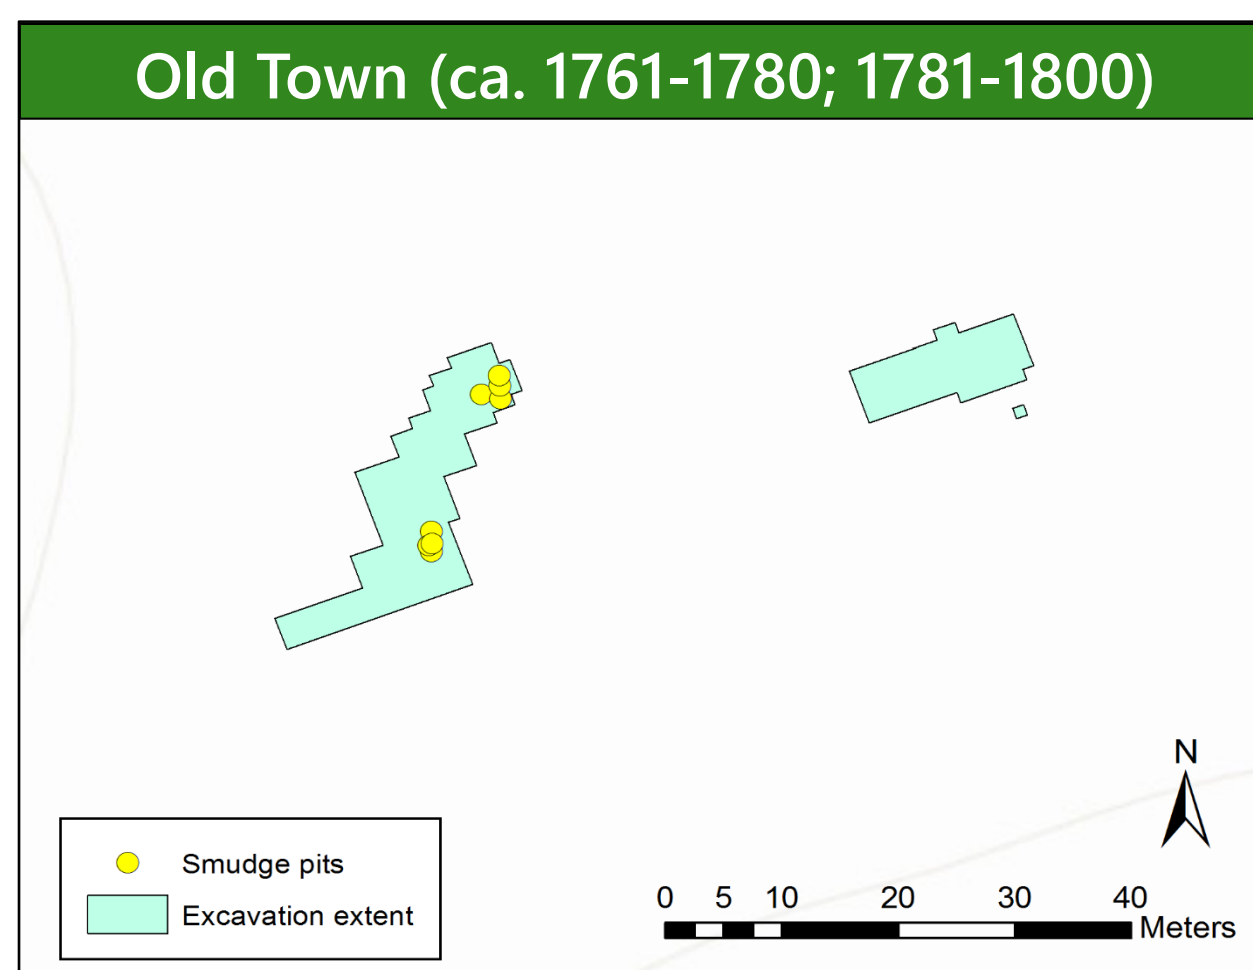 Old Town (ca. 1761-1780; 1781-1800)
N
Smudge pits
Excavation extent
0 5 10 20 30 40
Meters